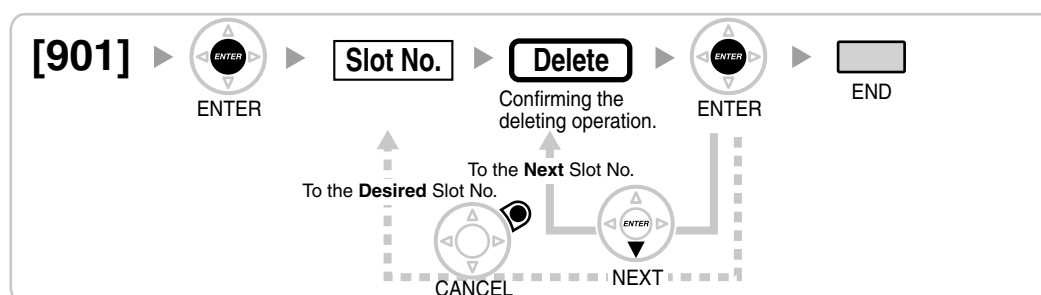 [901]
ENTER
ENTER
Slot No.
Delete
Confirming the
deleting operation.
ENTER
ENTER
END
To the Next Slot No.
To the Desired Slot No.
CANCEL
ENTER
NEXT